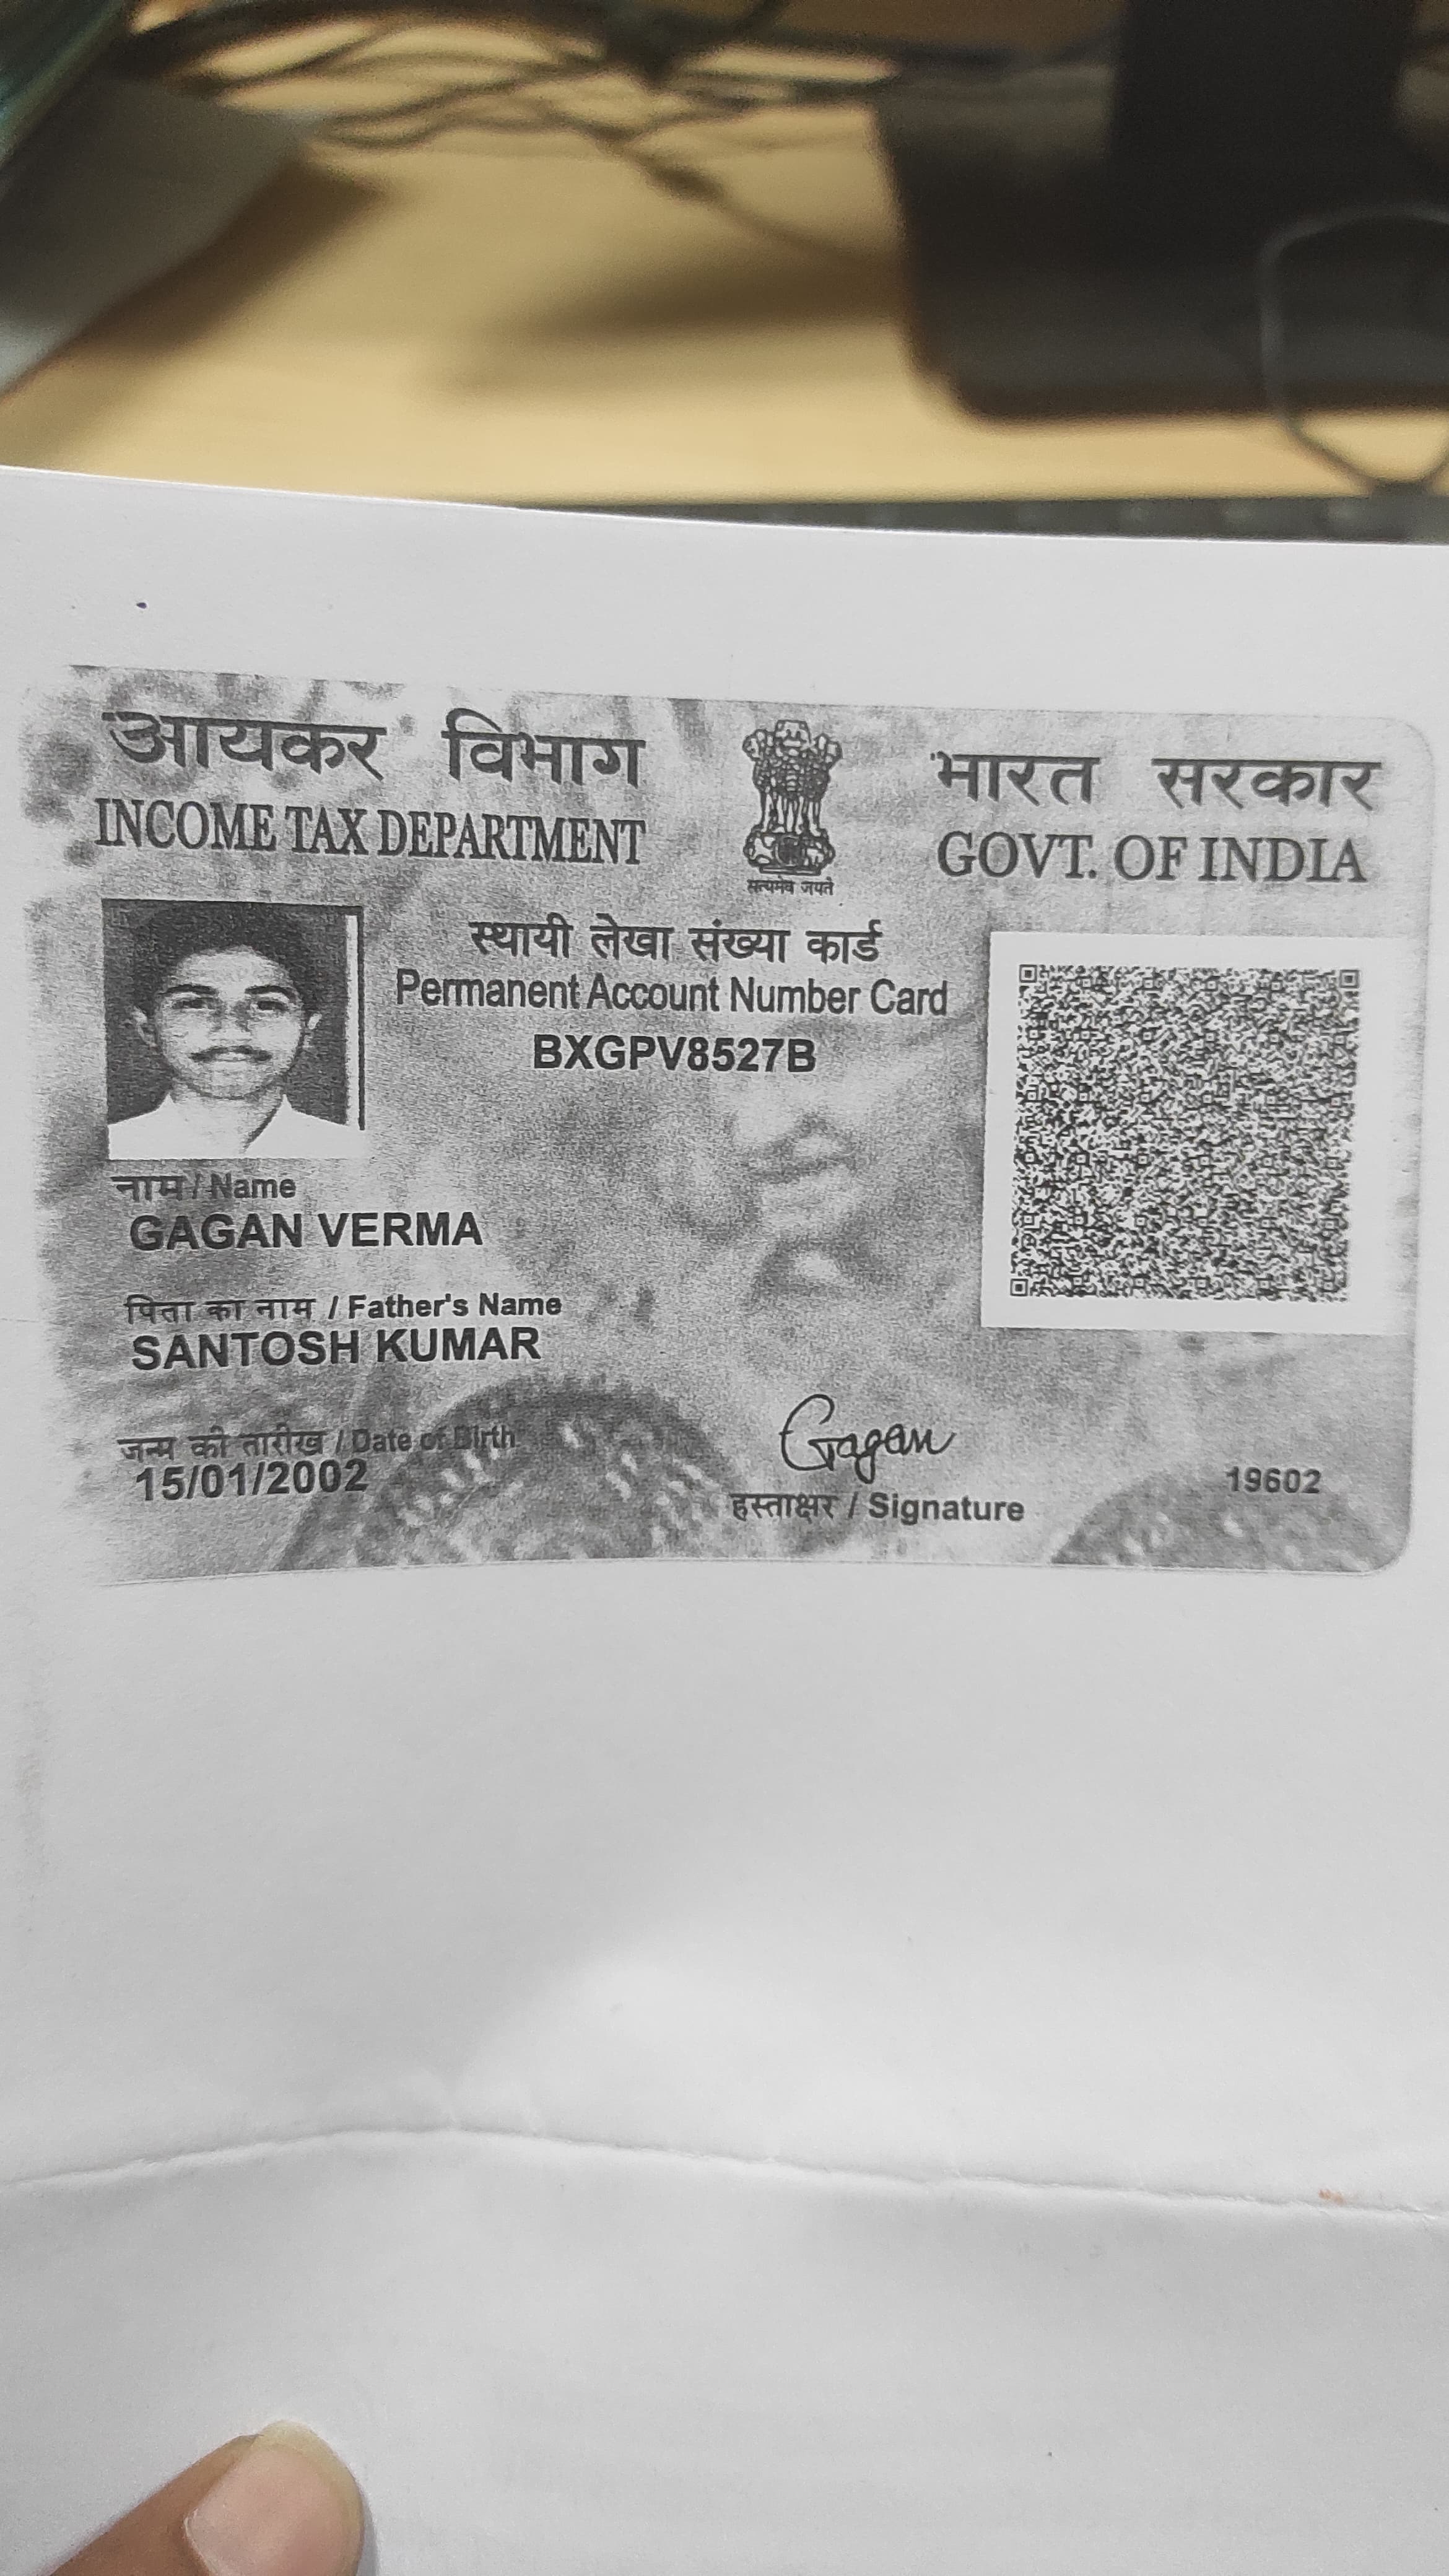 आयकर विभाग
INCOME TAX DEPARTMENT
सत्यमेव जयते
भारत सरकार
GOVT. OF INDIA
स्थायी लेखा संख्या कार्ड
Permanent Account Number Card
BXGPV8527B
नाम / Name
GAGAN VERMA
पिता का नाम / Father's Name
SANTOSH KUMAR
जन्म की तारीख / Date of Birth
15/01/2002
Gagan
हस्ताक्षर / Signature
19602